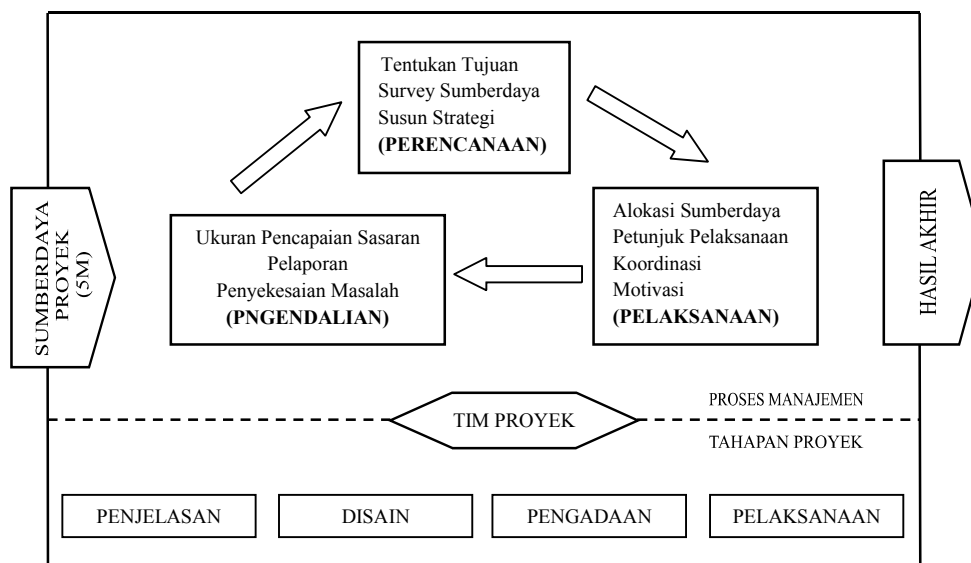 Tentukan Tujuan
Survey Sumberdaya
Susun Strategi
(PERENCANAAN)
SUMBERDAYA
PROYEK
(5M)
Ukuran Pencapaian Sasaran
Pelaporan
Penyekesaian Masalah
(PNGENDALIAN)
Alokasi Sumberdaya
Petunjuk Pelaksanaan
Koordinasi
Motivasi
(PELAKSANAAN)
HASIL AKHIR
TIM PROYEK
PROSES MANAJEMEN
TAHAPAN PROYEK
PENJELASAN
DISAIN
PENGADAAN
PELAKSANAAN